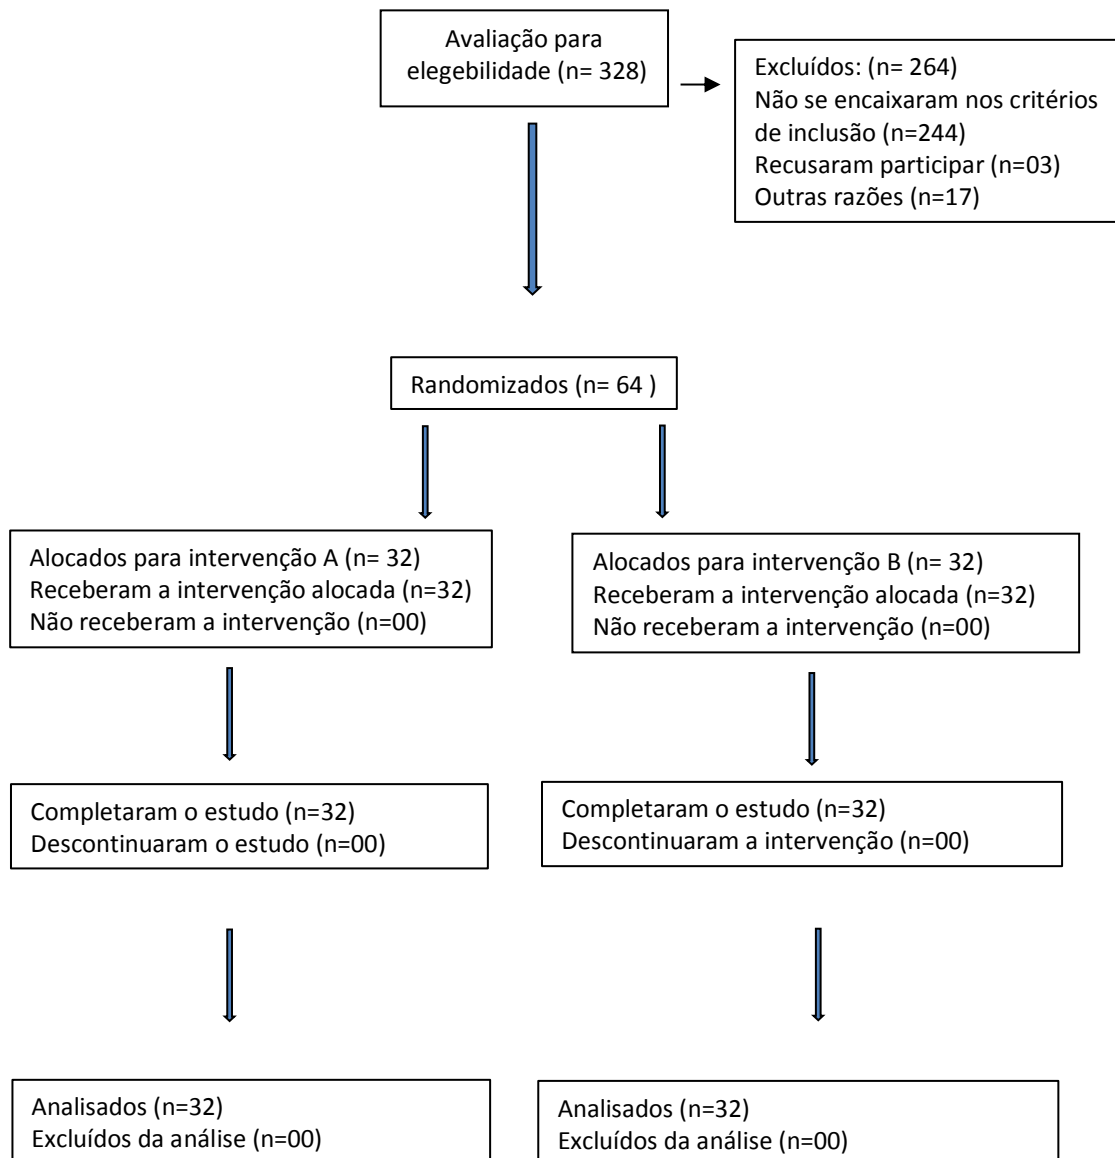 Avaliação para
elegebilidade (n= 328)
Excluídos: (n= 264)
Não se encaixaram nos critérios
de inclusão (n=244)
Recusaram participar (n=03)
Outras razões (n=17)
Randomizados (n= 64 )
Alocados para intervenção A (n= 32)
Receberam a intervenção alocada (n=32)
Não receberam a intervenção (n=00)
Alocados para intervenção B (n= 32)
Receberam a intervenção alocada (n=32)
Não receberam a intervenção (n=00)
Completaram o estudo (n=32)
Descontinuaram o estudo (n=00)
Completaram o estudo (n=32)
Descontinuaram a intervenção (n=00)
Analisados (n=32)
Excluídos da análise (n=00)
Analisados (n=32)
Excluídos da análise (n=00)